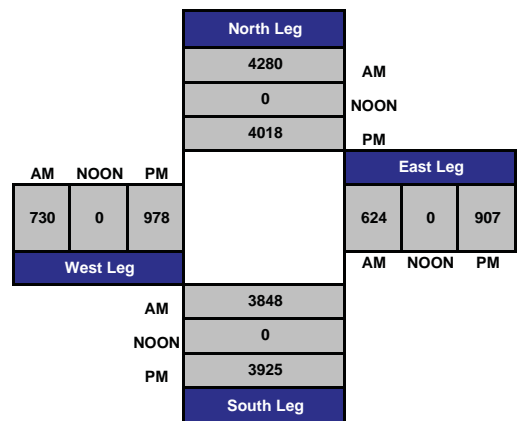 North Leg
4280
AM
0
NOON
4018
PM
AM NOON PM
East Leg
730 0 978
624 0 907
West Leg
AM NOON PM
AM
3848
NOON
0
PM
3925
South Leg